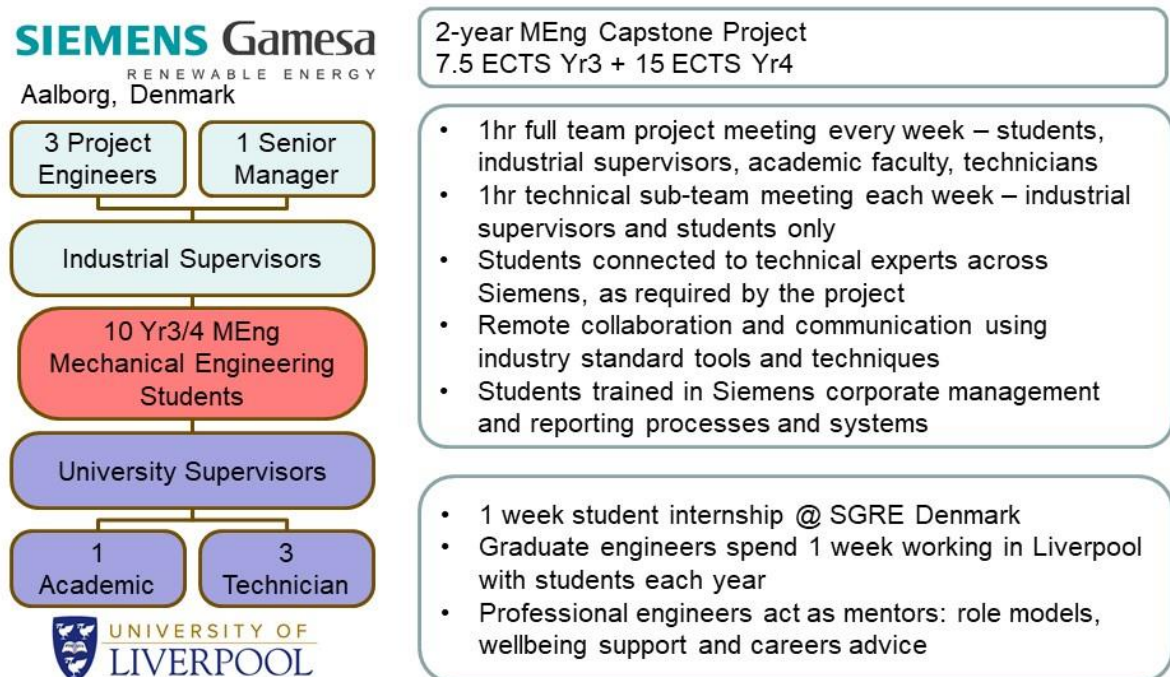 SIEMENS Gamesa
RENEWABLE ENERGY
Aalborg, Denmark
3 Project
Engineers
1 Senior
Manager
Industrial Supervisors
10 Yr3/4 MEng
Mechanical Engineering
Students
University Supervisors
1
Academic
3
Technician
UNIVERSITY OF
LIVERPOOL
2-year MEng Capstone Project
7.5 ECTS Yr3 + 15 ECTS Yr4
• 1hr full team project meeting every week – students,
industrial supervisors, academic faculty, technicians
• 1hr technical sub-team meeting each week – industrial
supervisors and students only
• Students connected to technical experts across
Siemens, as required by the project
• Remote collaboration and communication using
industry standard tools and techniques
• Students trained in Siemens corporate management
and reporting processes and systems
• 1 week student internship @ SGRE Denmark
• Graduate engineers spend 1 week working in Liverpool
with students each year
• Professional engineers act as mentors: role models,
wellbeing support and careers advice